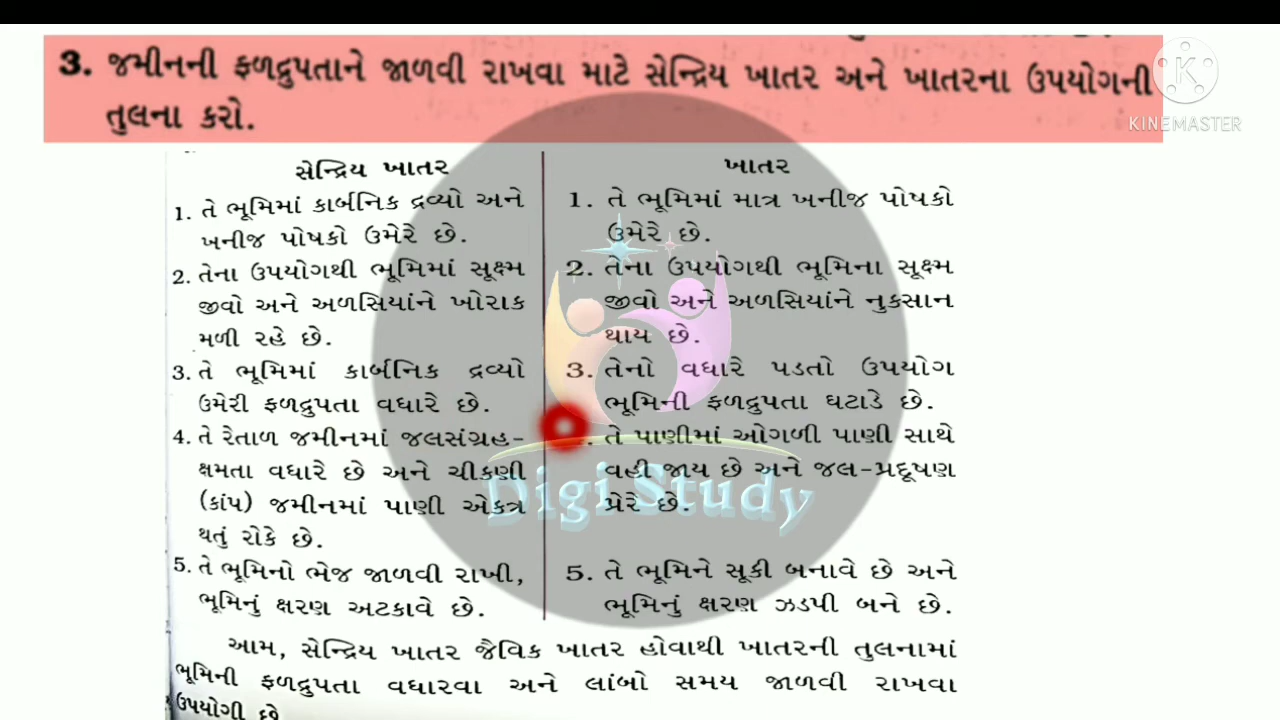 3. જમીનની ફળદ્રુપતાને જાળવી રાખવા માટે સેન્દ્રિય ખાતર અને ખાતરના ઉપયોગની
તુલના કરો.
K
KINEMASTER
સેન્દ્રિય ખાતર
1. તે ભૂમિમાં કાર્બનિક દ્રવ્યો અને
ખનીજ પોષકો ઉમેરે છે.
2. તેના ઉપયોગથી ભૂમિમાં સૂક્ષ્મ
જીવો અને અળસિયાંને ખોરાક
મળી રહે છે.
3. તે ભૂમિમાં કાર્બનિક દ્રવ્યો
ઉમેરી ફળદ્રુપતા વધારે છે.
4. તે રેતાળ જમીનમાં જલસંગ્રહ-
ક્ષમતા વધારે છે અને ચીકણી
(કાંપ) જમીનમાં પાણી એકત્ર
થતું રોકે છે.
5. તે ભૂમિનો ભેજ જાળવી રાખી,
ભૂમિનું ક્ષરણ અટકાવે છે.
ખાતર
1. તે ભૂમિમાં માત્ર ખનીજ પોષકો
ઉમેરે છે.
2. તેના ઉપયોગથી ભૂમિના સૂક્ષ્મ
જીવો અને અળસિયાંને નુકસાન
થાય છે.
3. તેનો વધારે પડતો ઉપયોગ
ભૂમિની ફળદ્રુપતા ઘટાડે છે.
તે પાણીમાં ઓગળી પાણી સાથે
વહી જાય છે અને જલ-પ્રદૂષણ
પ્રેરે છે.
5. તે ભૂમિને સૂકી બનાવે છે અને
ભૂમિનું ક્ષરણ ઝડપી બને છે.
Digi Study
આમ, સેન્દ્રિય ખાતર જૈવિક ખાતર હોવાથી ખાતરની તુલનામાં
ભૂમિની ફળદ્રુપતા વધારવા અને લાંબો સમય જાળવી રાખવા
ઉપયોગી છે